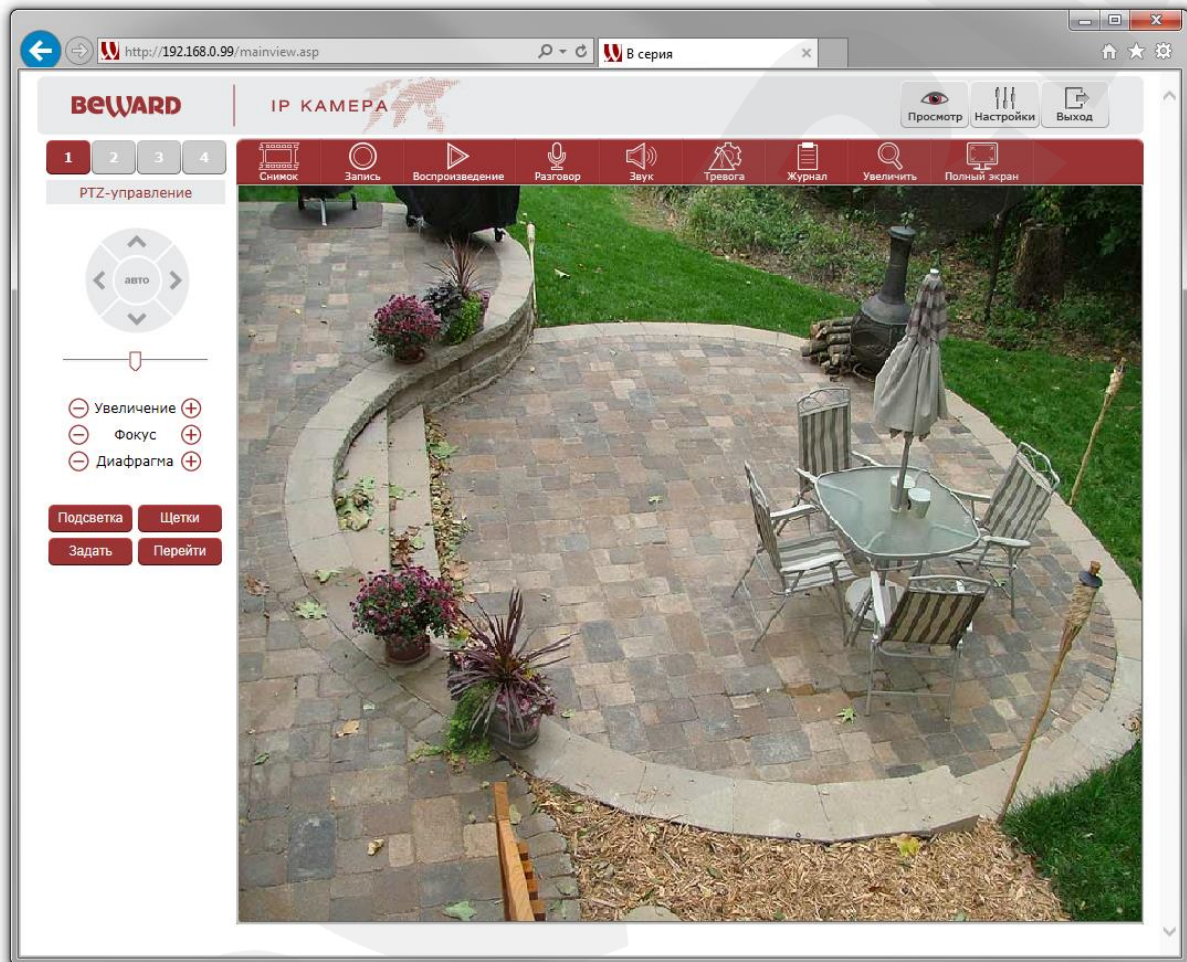 http://192.168.0.99/mainview.asp
В серия
BEWARD
IP КАМЕРА
Просмотр
Настройки
Выход
1 2 3 4
Снимок
Запись
Воспроизведение
Разговор
Звук
Тревога
Журнал
Увеличить
Полный экран
PTZ-управление
авто
Увеличение
Фокус
Диафрагма
Подсветка Щетки
Задать Перейти